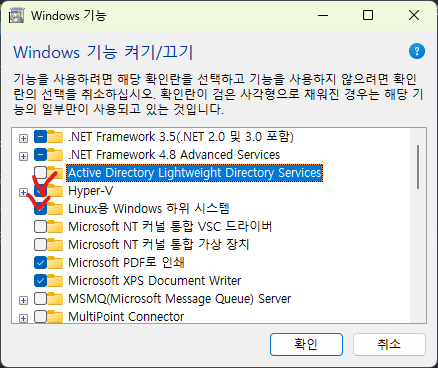 Windows 기능
Windows 기능 켜기/끄기
기능을 사용하려면 해당 확인란을 선택하고 기능을 사용하지 않으려면 확인
란의 선택을 취소하십시오. 확인란이 검은 사각형으로 채워진 경우는 해당 기
능의 일부만이 사용되고 있는 것입니다.
.NET Framework 3.5(.NET 2.0 및 3.0 포함)
.NET Framework 4.8 Advanced Services
Active Directory Lightweight Directory Services
Hyper-V
Linux용 Windows 하위 시스템
Microsoft NT 커널 통합 VSC 드라이버
Microsoft NT 커널 통합 가상 장치
Microsoft PDF로 인쇄
Microsoft XPS Document Writer
MSMQ(Microsoft Message Queue) Server
MultiPoint Connector
확인
취소